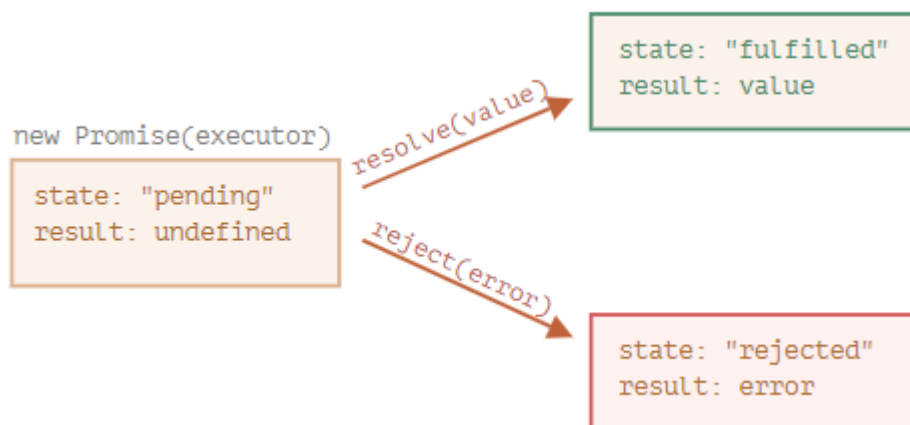 new Promise(executor)
state: "pending"
result: undefined
resolve(value)
reject(error)
state: "fulfilled"
result: value
state: "rejected"
result: error